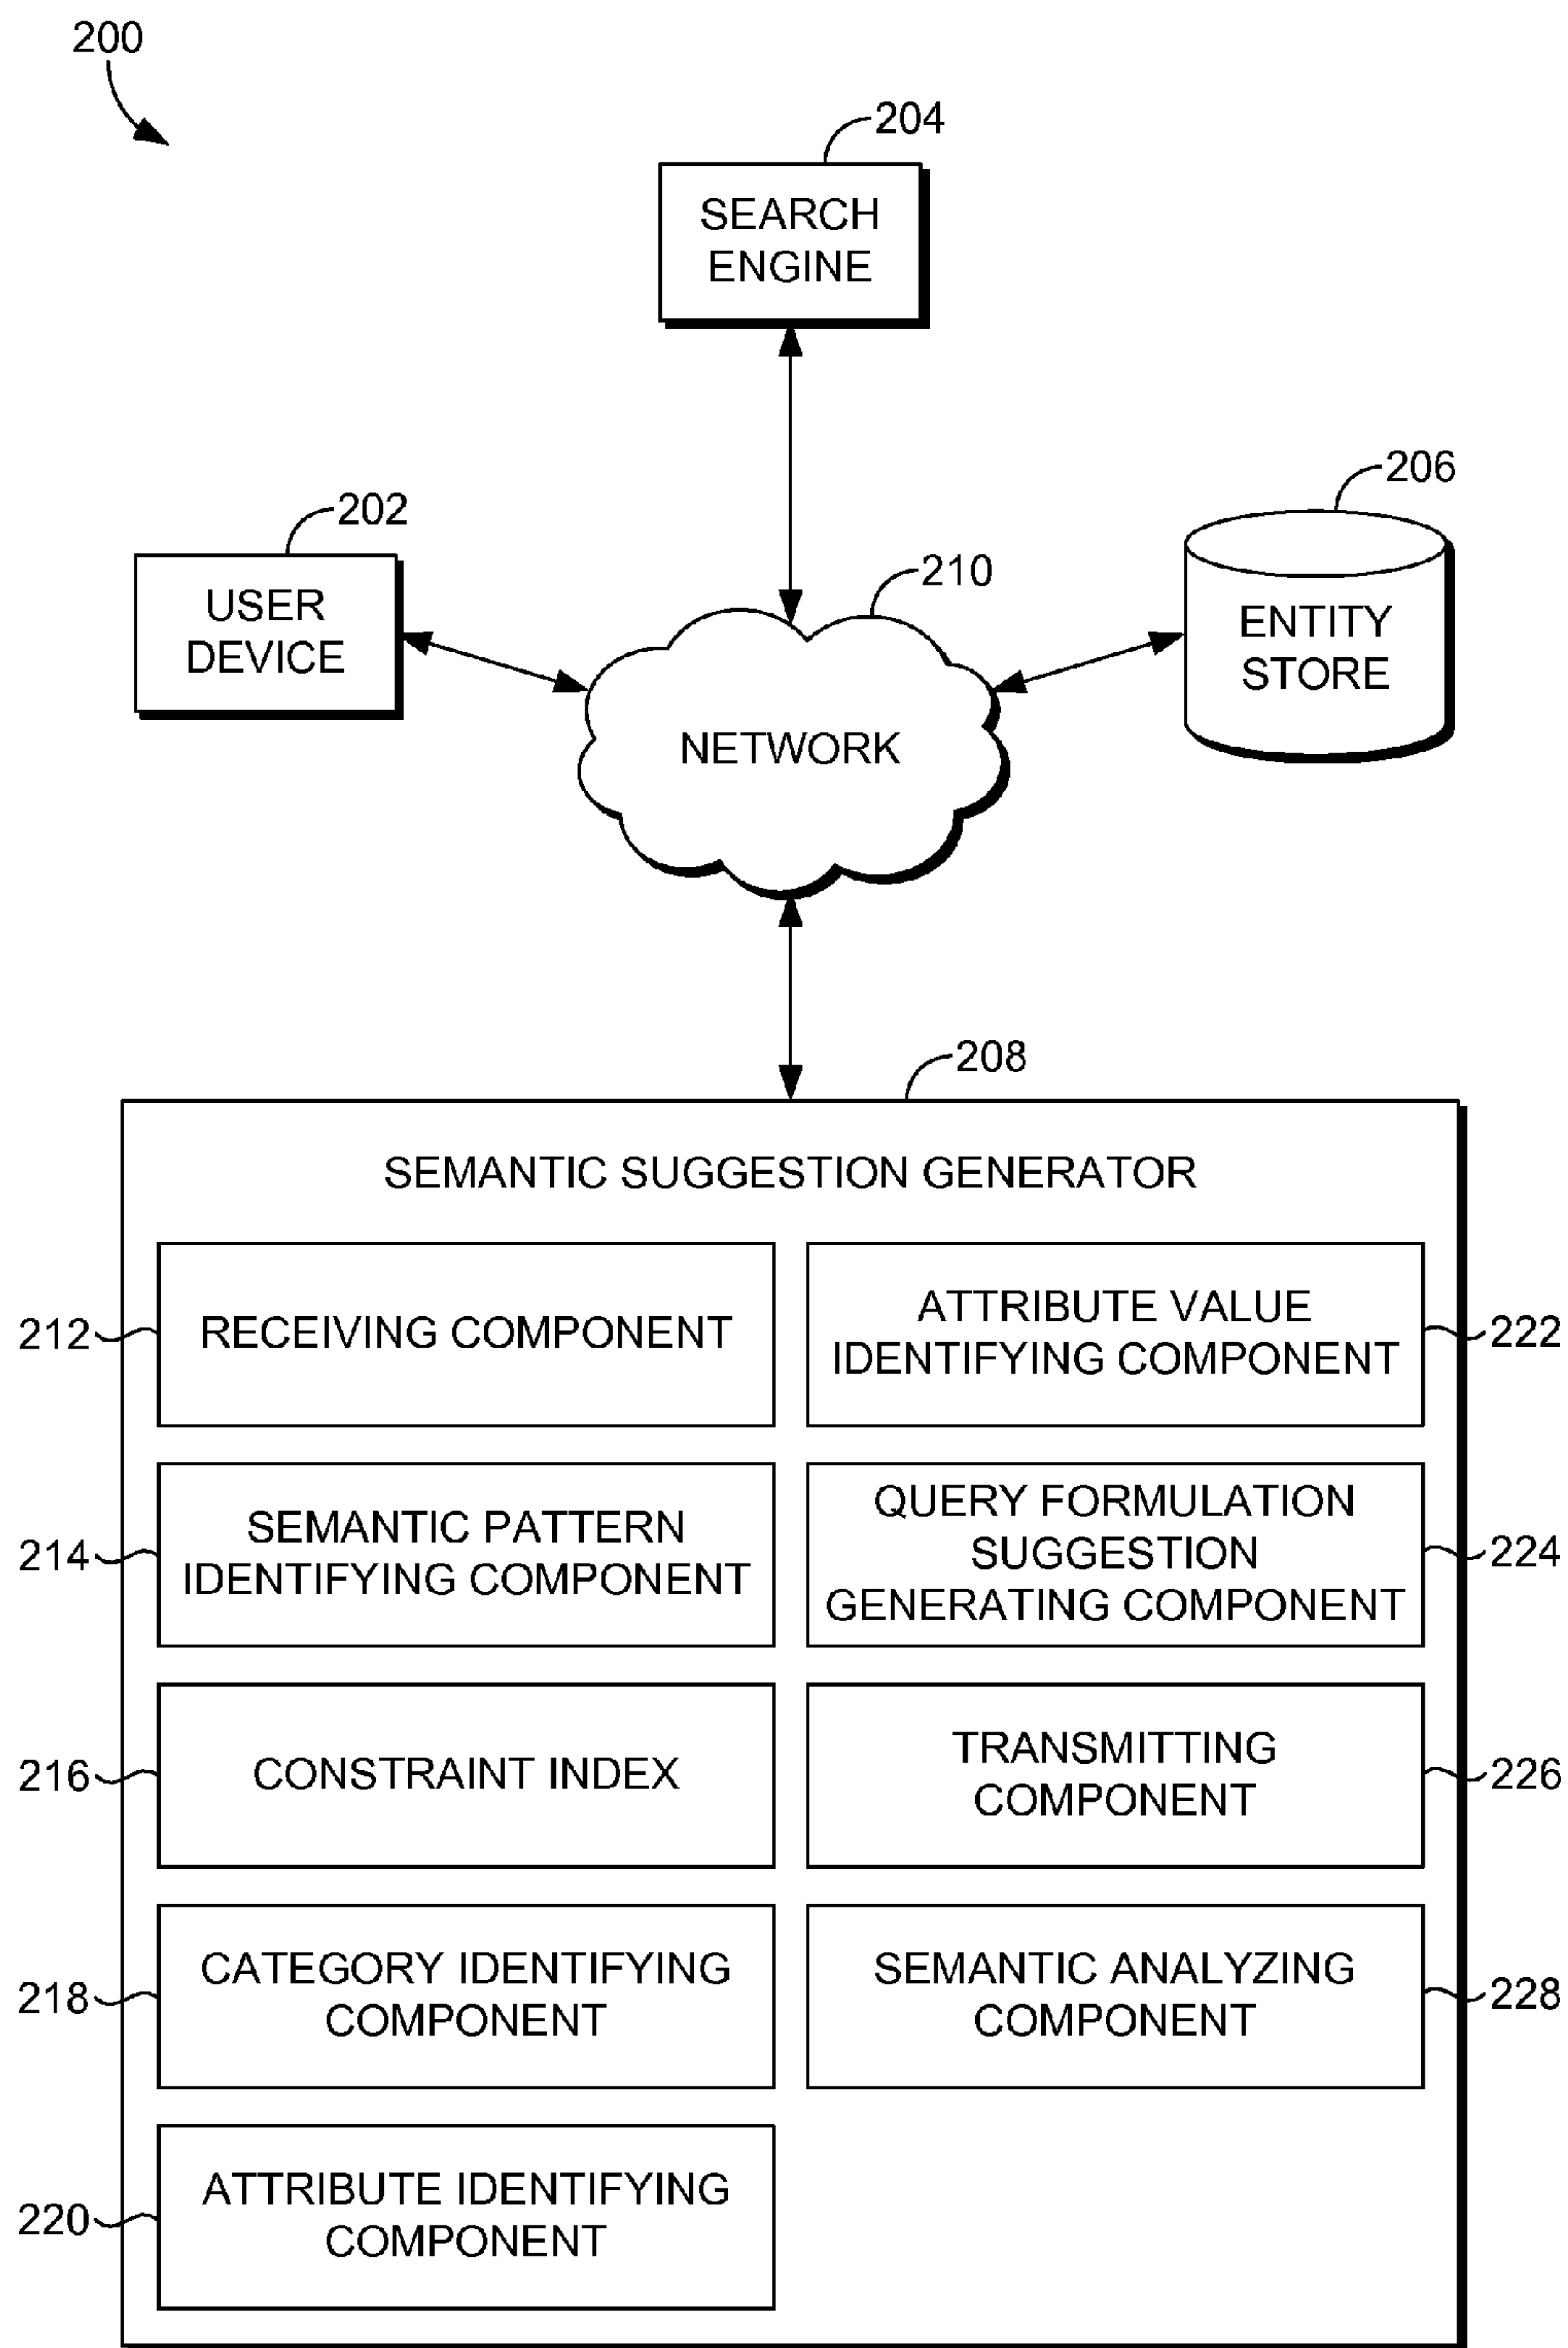 200
204
SEARCH
ENGINE
206
202
210
USER
DEVICE
ENTITY
STORE
NETWORK
208
SEMANTIC SUGGESTION GENERATOR
212
RECEIVING COMPONENT
ATTRIBUTE VALUE
IDENTIFYING COMPONENT
222
214
SEMANTIC PATTERN
IDENTIFYING COMPONENT
QUERY FORMULATION
SUGGESTION
GENERATING COMPONENT
224
216
CONSTRAINT INDEX
TRANSMITTING
COMPONENT
226
218
CATEGORY IDENTIFYING
COMPONENT
SEMANTIC ANALYZING
COMPONENT
228
220
ATTRIBUTE IDENTIFYING
COMPONENT